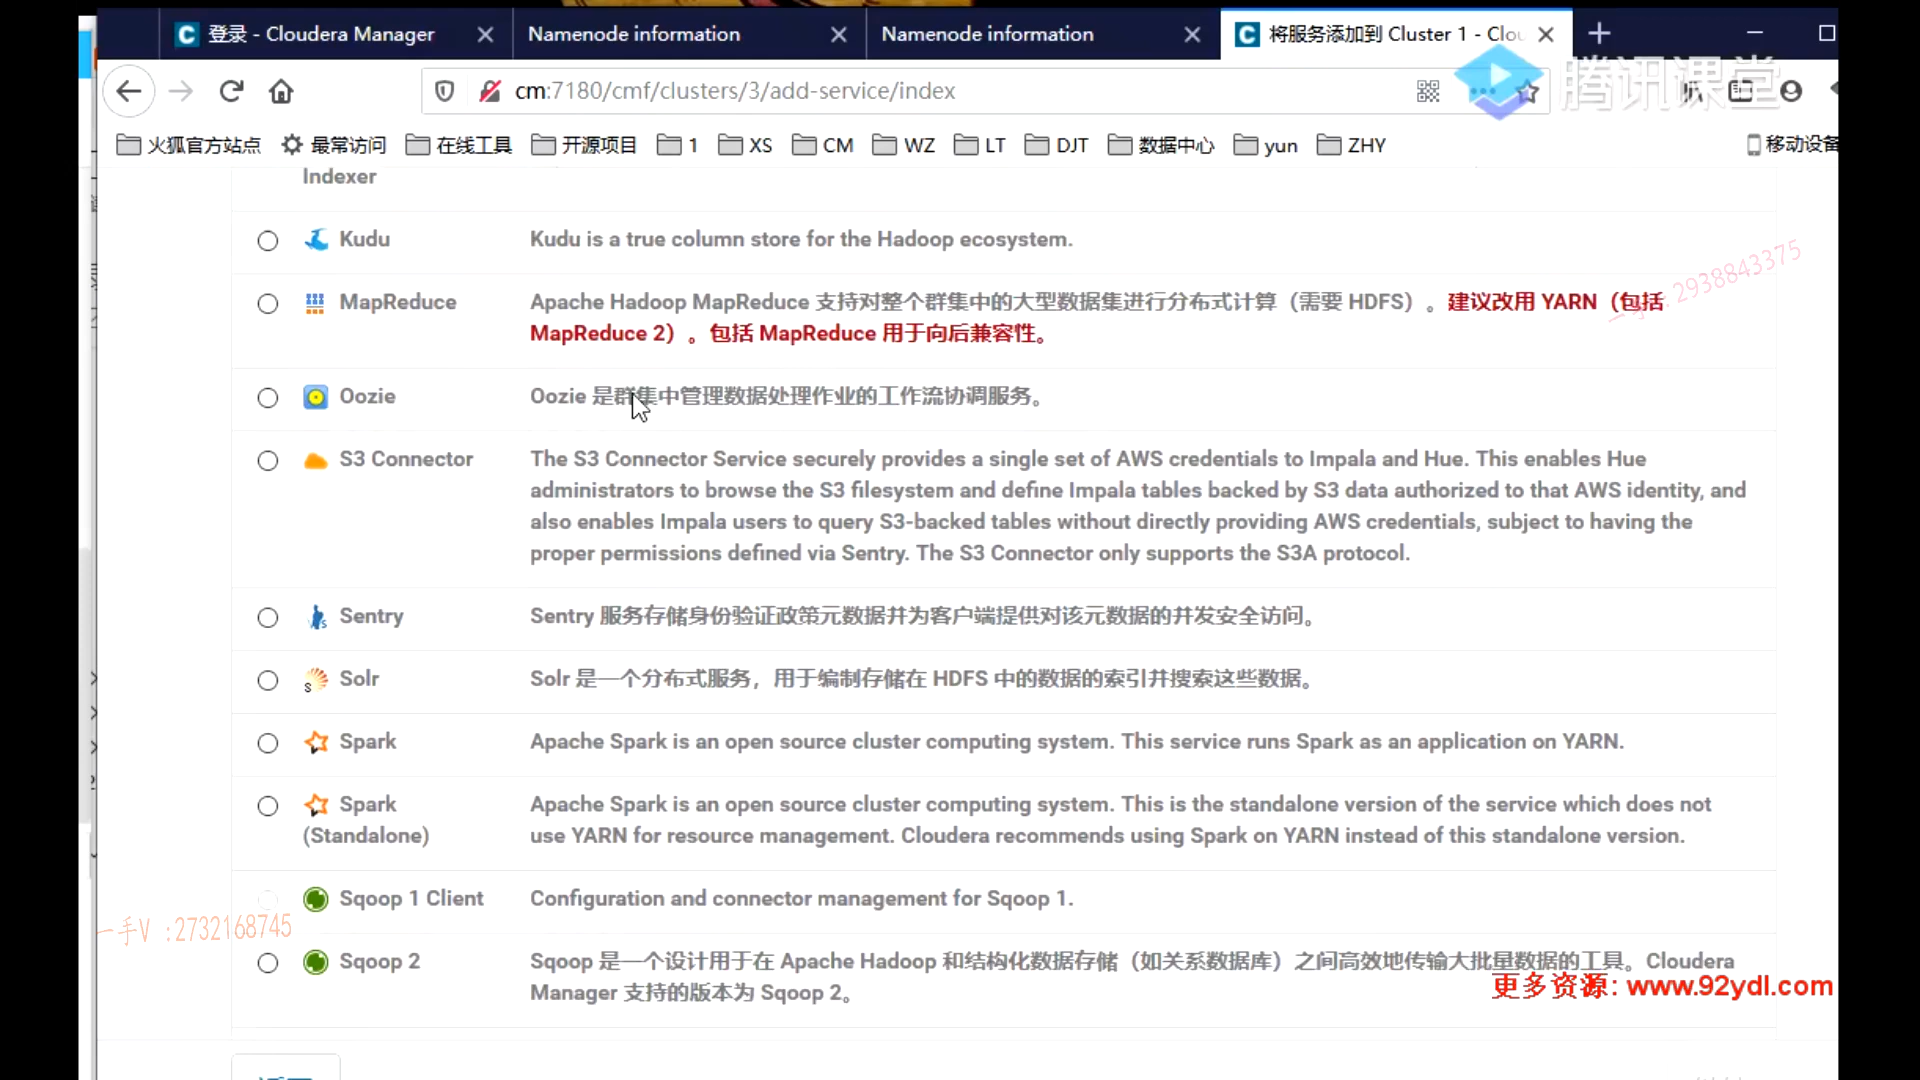 登录 - Cloudera Manager
Namenode information
Namenode information
将服务添加到 Cluster 1 - Clou
cm:7180/cmf/clusters/3/add-service/index
腾讯课堂
火狐官方站点
最常访问
在线工具
开源项目
1
XS
CM
WZ
LT
DJT
数据中心
yun
ZHY
移动设备
Indexer
Kudu
Kudu is a true column store for the Hadoop ecosystem.
MapReduce
Apache Hadoop MapReduce 支持对整个群集中的大型数据集进行分布式计算（需要 HDFS）。建议改用 YARN（包括
MapReduce 2）。包括 MapReduce 用于向后兼容性。
2938843375
Oozie
Oozie 是群集中管理数据处理作业的工作流协调服务。
S3 Connector
The S3 Connector Service securely provides a single set of AWS credentials to Impala and Hue. This enables Hue
administrators to browse the S3 filesystem and define Impala tables backed by S3 data authorized to that AWS identity, and
also enables Impala users to query S3-backed tables without directly providing AWS credentials, subject to having the
proper permissions defined via Sentry. The S3 Connector only supports the S3A protocol.
Sentry
Sentry 服务存储身份验证政策元数据并为客户端提供对该元数据的并发安全访问。
Solr
Solr 是一个分布式服务，用于编制存储在 HDFS 中的数据的索引并搜索这些数据。
Spark
Apache Spark is an open source cluster computing system. This service runs Spark as an application on YARN.
Spark
(Standalone)
Apache Spark is an open source cluster computing system. This is the standalone version of the service which does not
use YARN for resource management. Cloudera recommends using Spark on YARN instead of this standalone version.
Sqoop 1 Client
Configuration and connector management for Sqoop 1.
一手V :2732168745
Sqoop 2
Sqoop 是一个设计用于在 Apache Hadoop 和结构化数据存储（如关系数据库）之间高效地传输大批量数据的工具。Cloudera
Manager 支持的版本为 Sqoop 2。
更多资源: www.92ydl.com